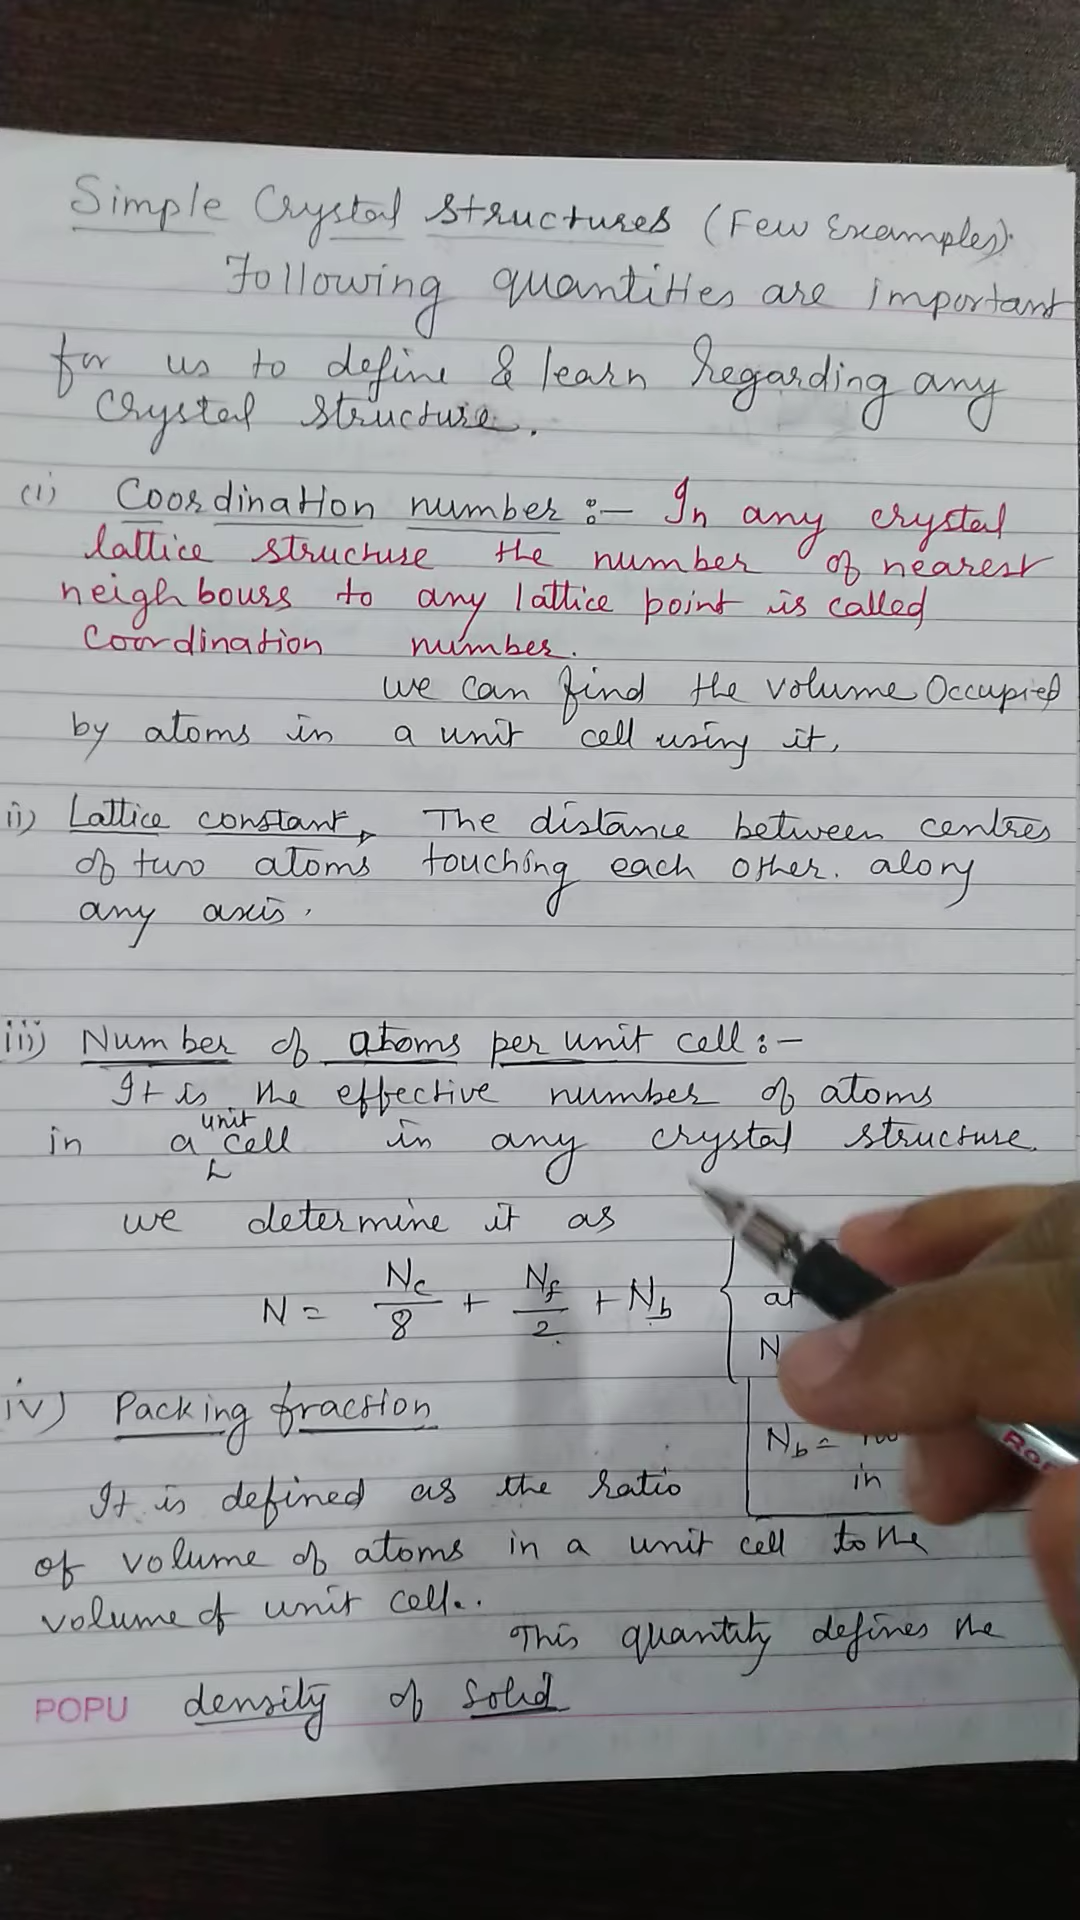 Simple Crystal structures (Few Examples).
Following quantities are important
for us to define & learn Regarding any
Crystal structure.
(i) Coordination number :- In any crystal
lattice structure the number of nearest
neighbours to any lattice point is called
Coordination number.
we can find the volume Occupied
by atoms in a unit cell using it.
ii) Lattice constant, The distance between centres
of two atoms touching each other. along
any axis.
iii) Number of atoms per unit cell :-
It is the effective number of atoms
in a unit cell in any crystal structure.
we determine it as
N = Nc/8 + Nf/2 + Nb
N
iv) Packing fraction
Nb =
in
It is defined as the ratio
of volume of atoms in a unit cell to the
volume of unit cell..
This quantity defines the
POPU density of Solid